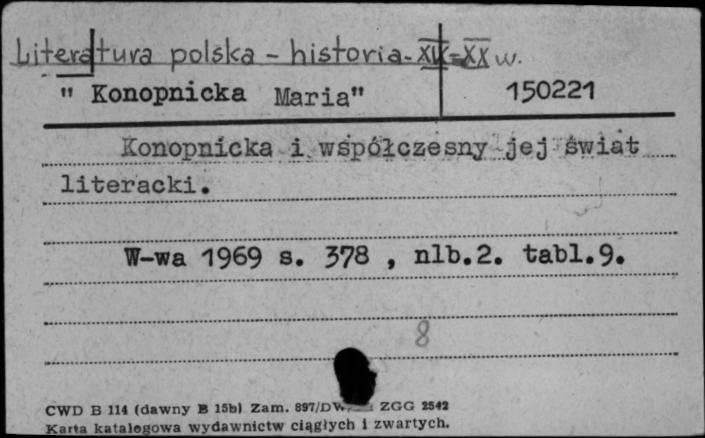 Literatura polska - historia - XIX-XX w.
" Konopnicka Maria" 150221
Konopnicka i współczesny jej świat
literacki.
W-wa 1969 s. 378 , nlb.2. tabl.9.
8
CWD B 114 (dawny B 15b) Zam. 897/DW ZGG 2542
Karta katalogowa wydawnictw ciągłych i zwartych.